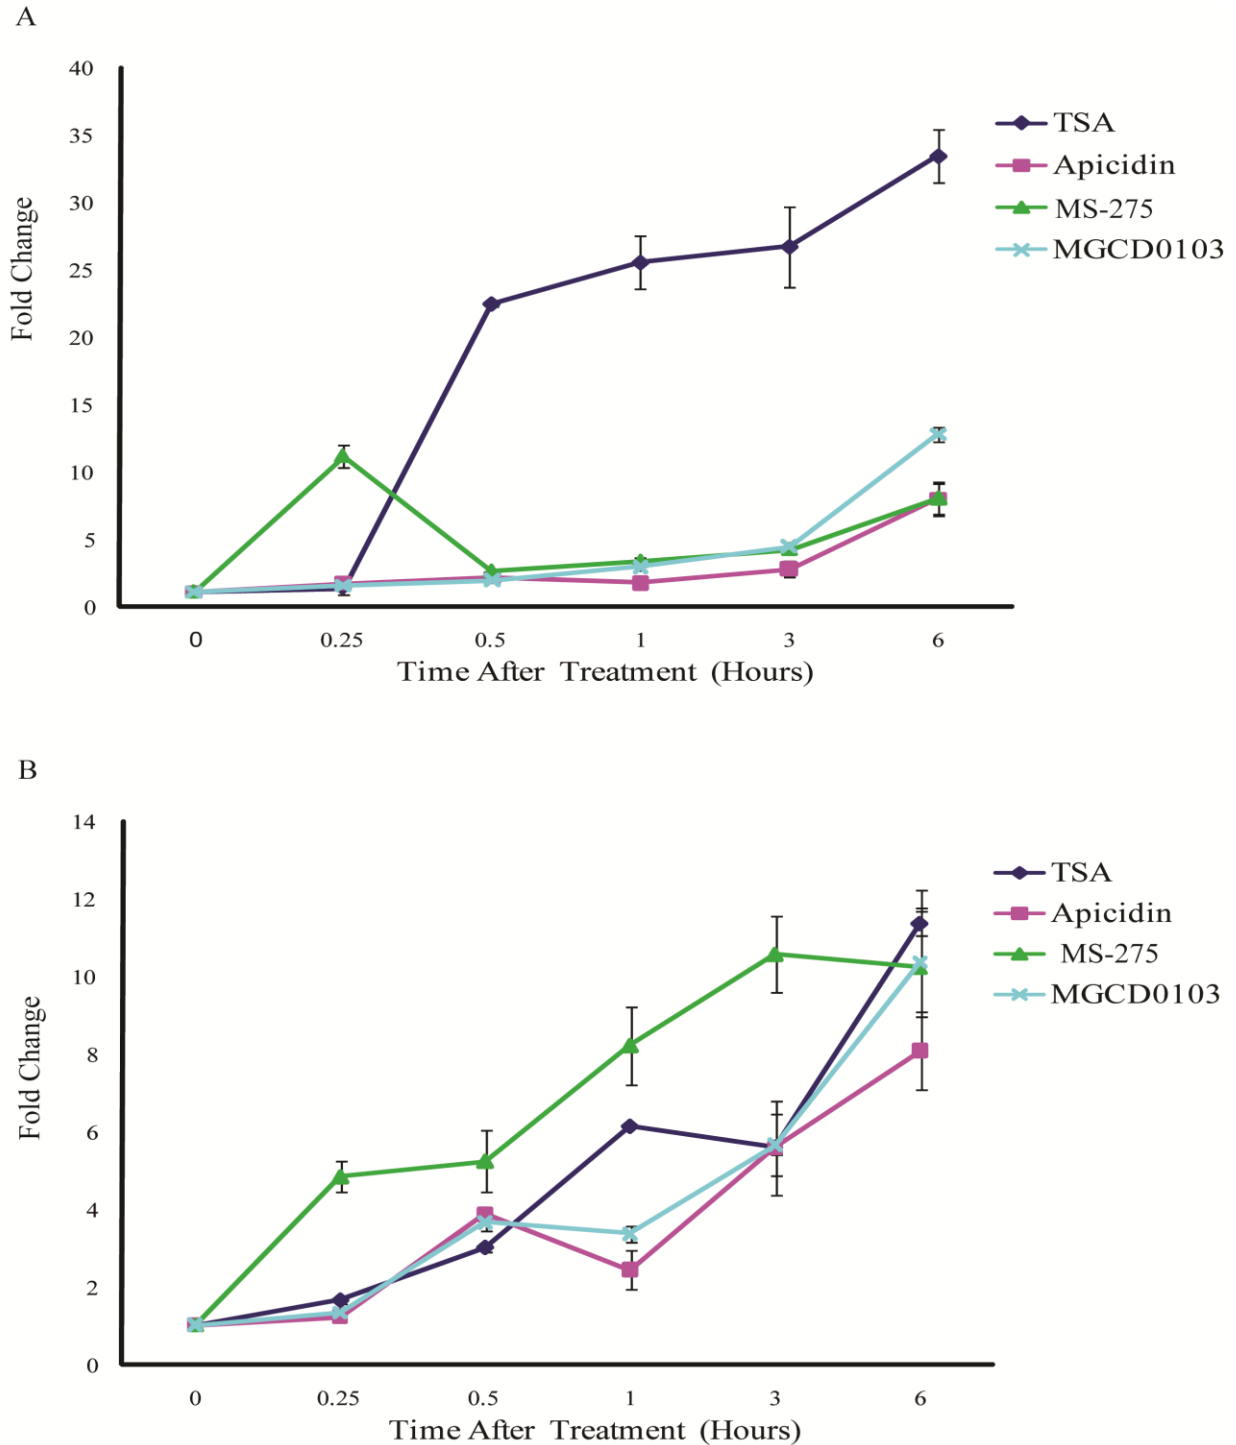 A
40
35
30
25
20
15
10
5
0
Fold Change
0 0.25 0.5 1 3 6
Time After Treatment (Hours)
TSA
Apicidin
MS-275
MGCD0103
B
14
12
10
8
6
4
2
0
Fold Change
0 0.25 0.5 1 3 6
Time After Treatment (Hours)
TSA
Apicidin
MS-275
MGCD0103